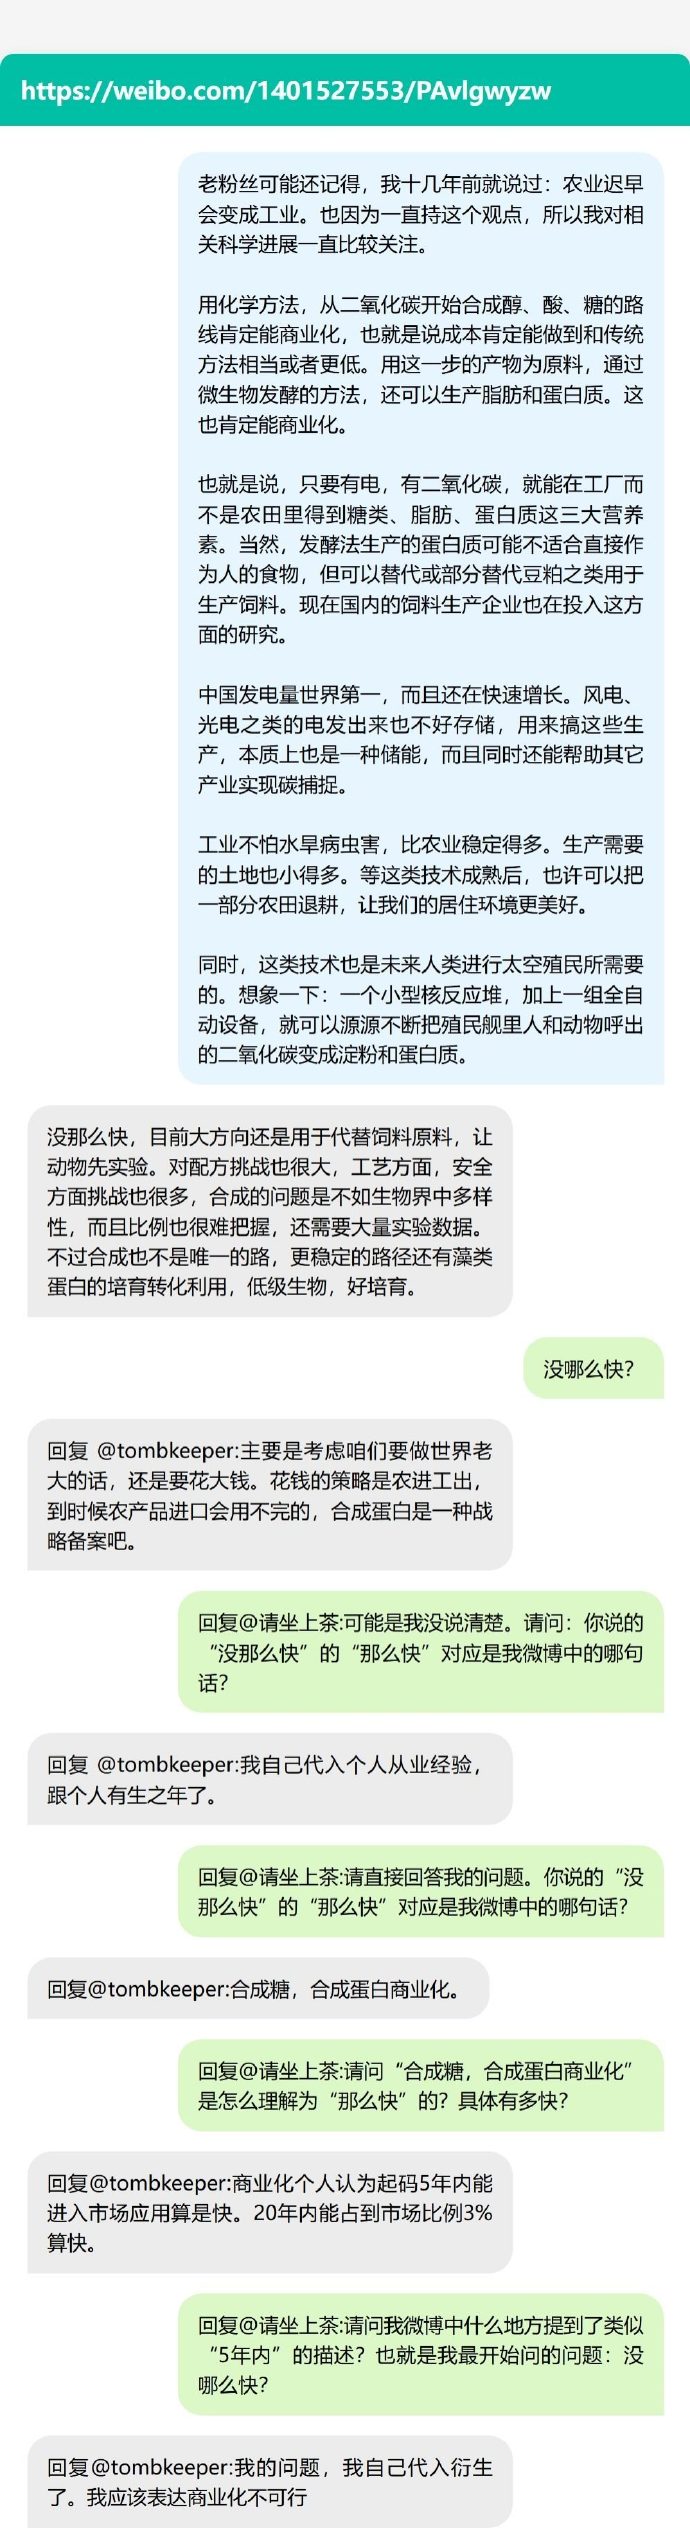 https://weibo.com/1401527553/PAvlgwyzw
老粉丝可能还记得，我十几年前就说过：农业迟早
会变成工业。也因为一直持这个观点，所以我对相
关科学进展一直比较关注。
用化学方法，从二氧化碳开始合成醇、酸、糖的路
线肯定能商业化，也就是说成本肯定能做到和传统
方法相当或者更低。用这一步的产物为原料，通过
微生物发酵的方法，还可以生产脂肪和蛋白质。这
也肯定能商业化。
也就是说，只要有电，有二氧化碳，就能在工厂而
不是农田里得到糖类、脂肪、蛋白质这三大营养
素。当然，发酵法生产的蛋白质可能不适合直接作
为人的食物，但可以替代或部分替代豆粕之类用于
生产饲料。现在国内的饲料生产企业也在投入这方
面的研究。
中国发电量世界第一，而且还在快速增长。风电、
光电之类的电发出来也不好存储，用来搞这些生
产，本质上也是一种储能，而且同时还能帮助其它
产业实现碳捕捉。
工业不怕水旱病虫害，比农业稳定得多。生产需要
的土地也小得多。等这类技术成熟后，也许可以把
一部分农田退耕，让我们的居住环境更美好。
同时，这类技术也是未来人类进行太空殖民所需要
的。想象一下：一个小型核反应堆，加上一组全自
动设备，就可以源源不断把殖民舰里人和动物呼出
的二氧化碳变成淀粉和蛋白质。
没那么快，目前大方向还是用于代替饲料原料，让
动物先实验。对配方挑战也很大，工艺方面，安全
方面挑战也很多，合成的问题是不如生物界中多样
性，而且比例也很难把握，还需要大量实验数据。
不过合成也不是唯一的路，更稳定的路径还有藻类
蛋白的培育转化利用，低级生物，好培育。
没哪么快？
回复 @tombkeeper:主要是考虑咱们要做世界老
大的话，还是要花大钱。花钱的策略是农进工出，
到时候农产品进口会用不完的，合成蛋白是一种战
略备案吧。
回复@请坐上茶:可能是我没说清楚。请问：你说的
“没那么快”的“那么快”对应是我微博中的哪句
话？
回复 @tombkeeper:我自己代入个人从业经验，
跟个人有生之年了。
回复@请坐上茶:请直接回答我的问题。你说的“没
那么快”的“那么快”对应是我微博中的哪句话？
回复@tombkeeper:合成糖，合成蛋白商业化。
回复@请坐上茶:请问“合成糖，合成蛋白商业化”
是怎么理解为“那么快”的？具体有多快？
回复@tombkeeper:商业化个人认为起码5年内能
进入市场应用算是快。20年内能占到市场比例3%
算快。
回复@请坐上茶:请问我微博中什么地方提到了类似
“5年内”的描述？也就是我最开始问的问题：没
哪么快？
回复@tombkeeper:我的问题，我自己代入衍生
了。我应该表达商业化不可行